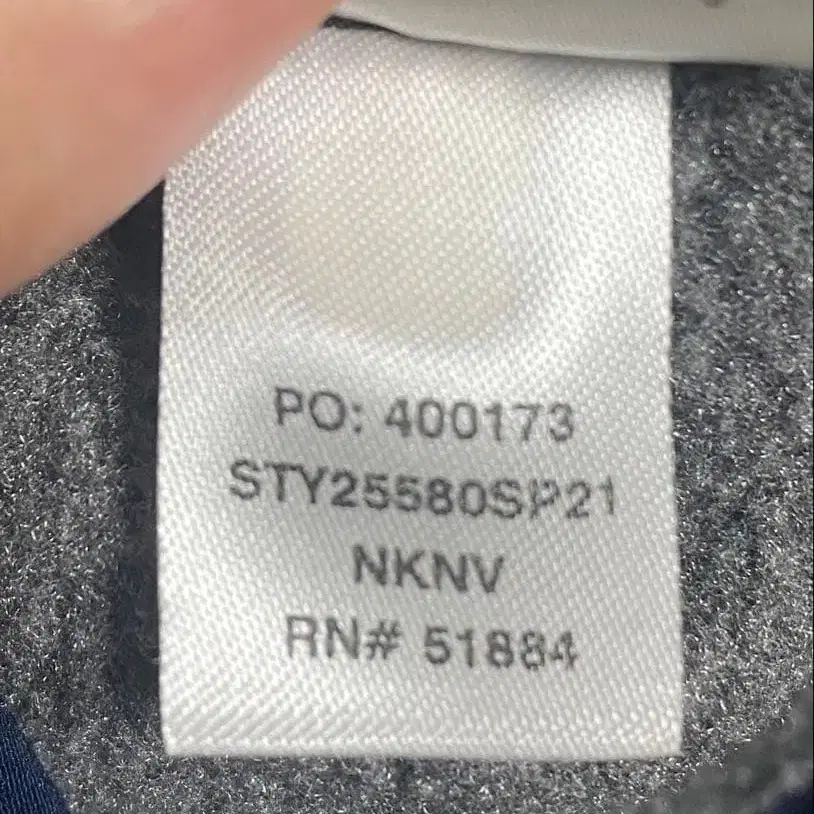 PO: 400173
STY25580SP21
NKNV
RN# 51884